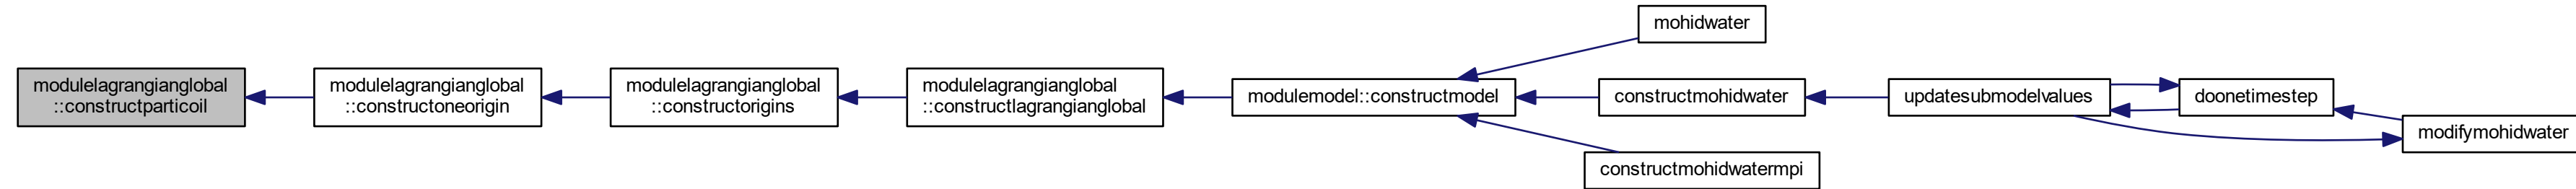 modulelagrangianglobal
::constructparticoil
modulelagrangianglobal
::constructoneorigin
modulelagrangianglobal
::constructorigins
modulelagrangianglobal
::constructlagrangianglobal
modulemodel::constructmodel
mohidwater
constructmohidwater
constructmohidwatermpi
updatesubmodelvalues
doonetimestep
modifymohidwater